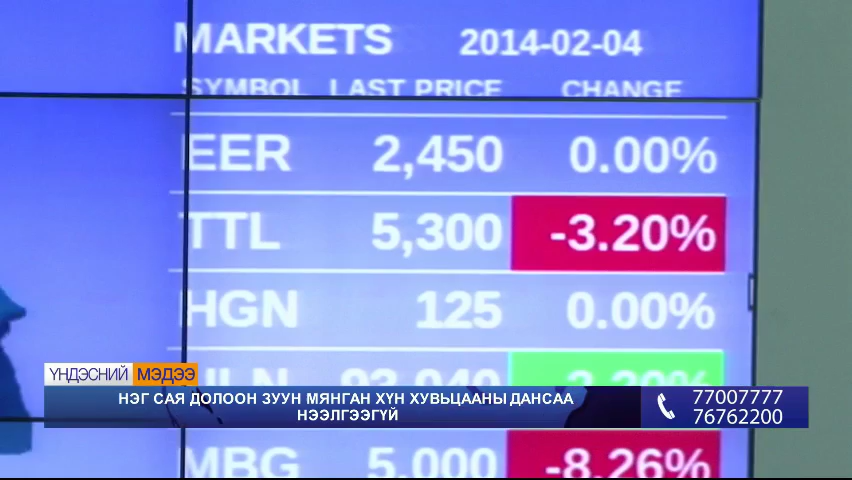 MARKETS 2014-02-04
SYMBOL LAST PRICE CHANGE
EER 2,450 0.00%
TTL 5,300 -3.20%
HGN 125 0.00%
ҮНДЭСНИЙ МЭДЭЭ
НЭГ САЯ ДОЛООН ЗУУН МЯНГАН ХҮН ХУВЬЦААНЫ ДАНСАА
НЭЭЛГЭЭГҮЙ
77007777
76762200
MBG 5,000 -8.26%